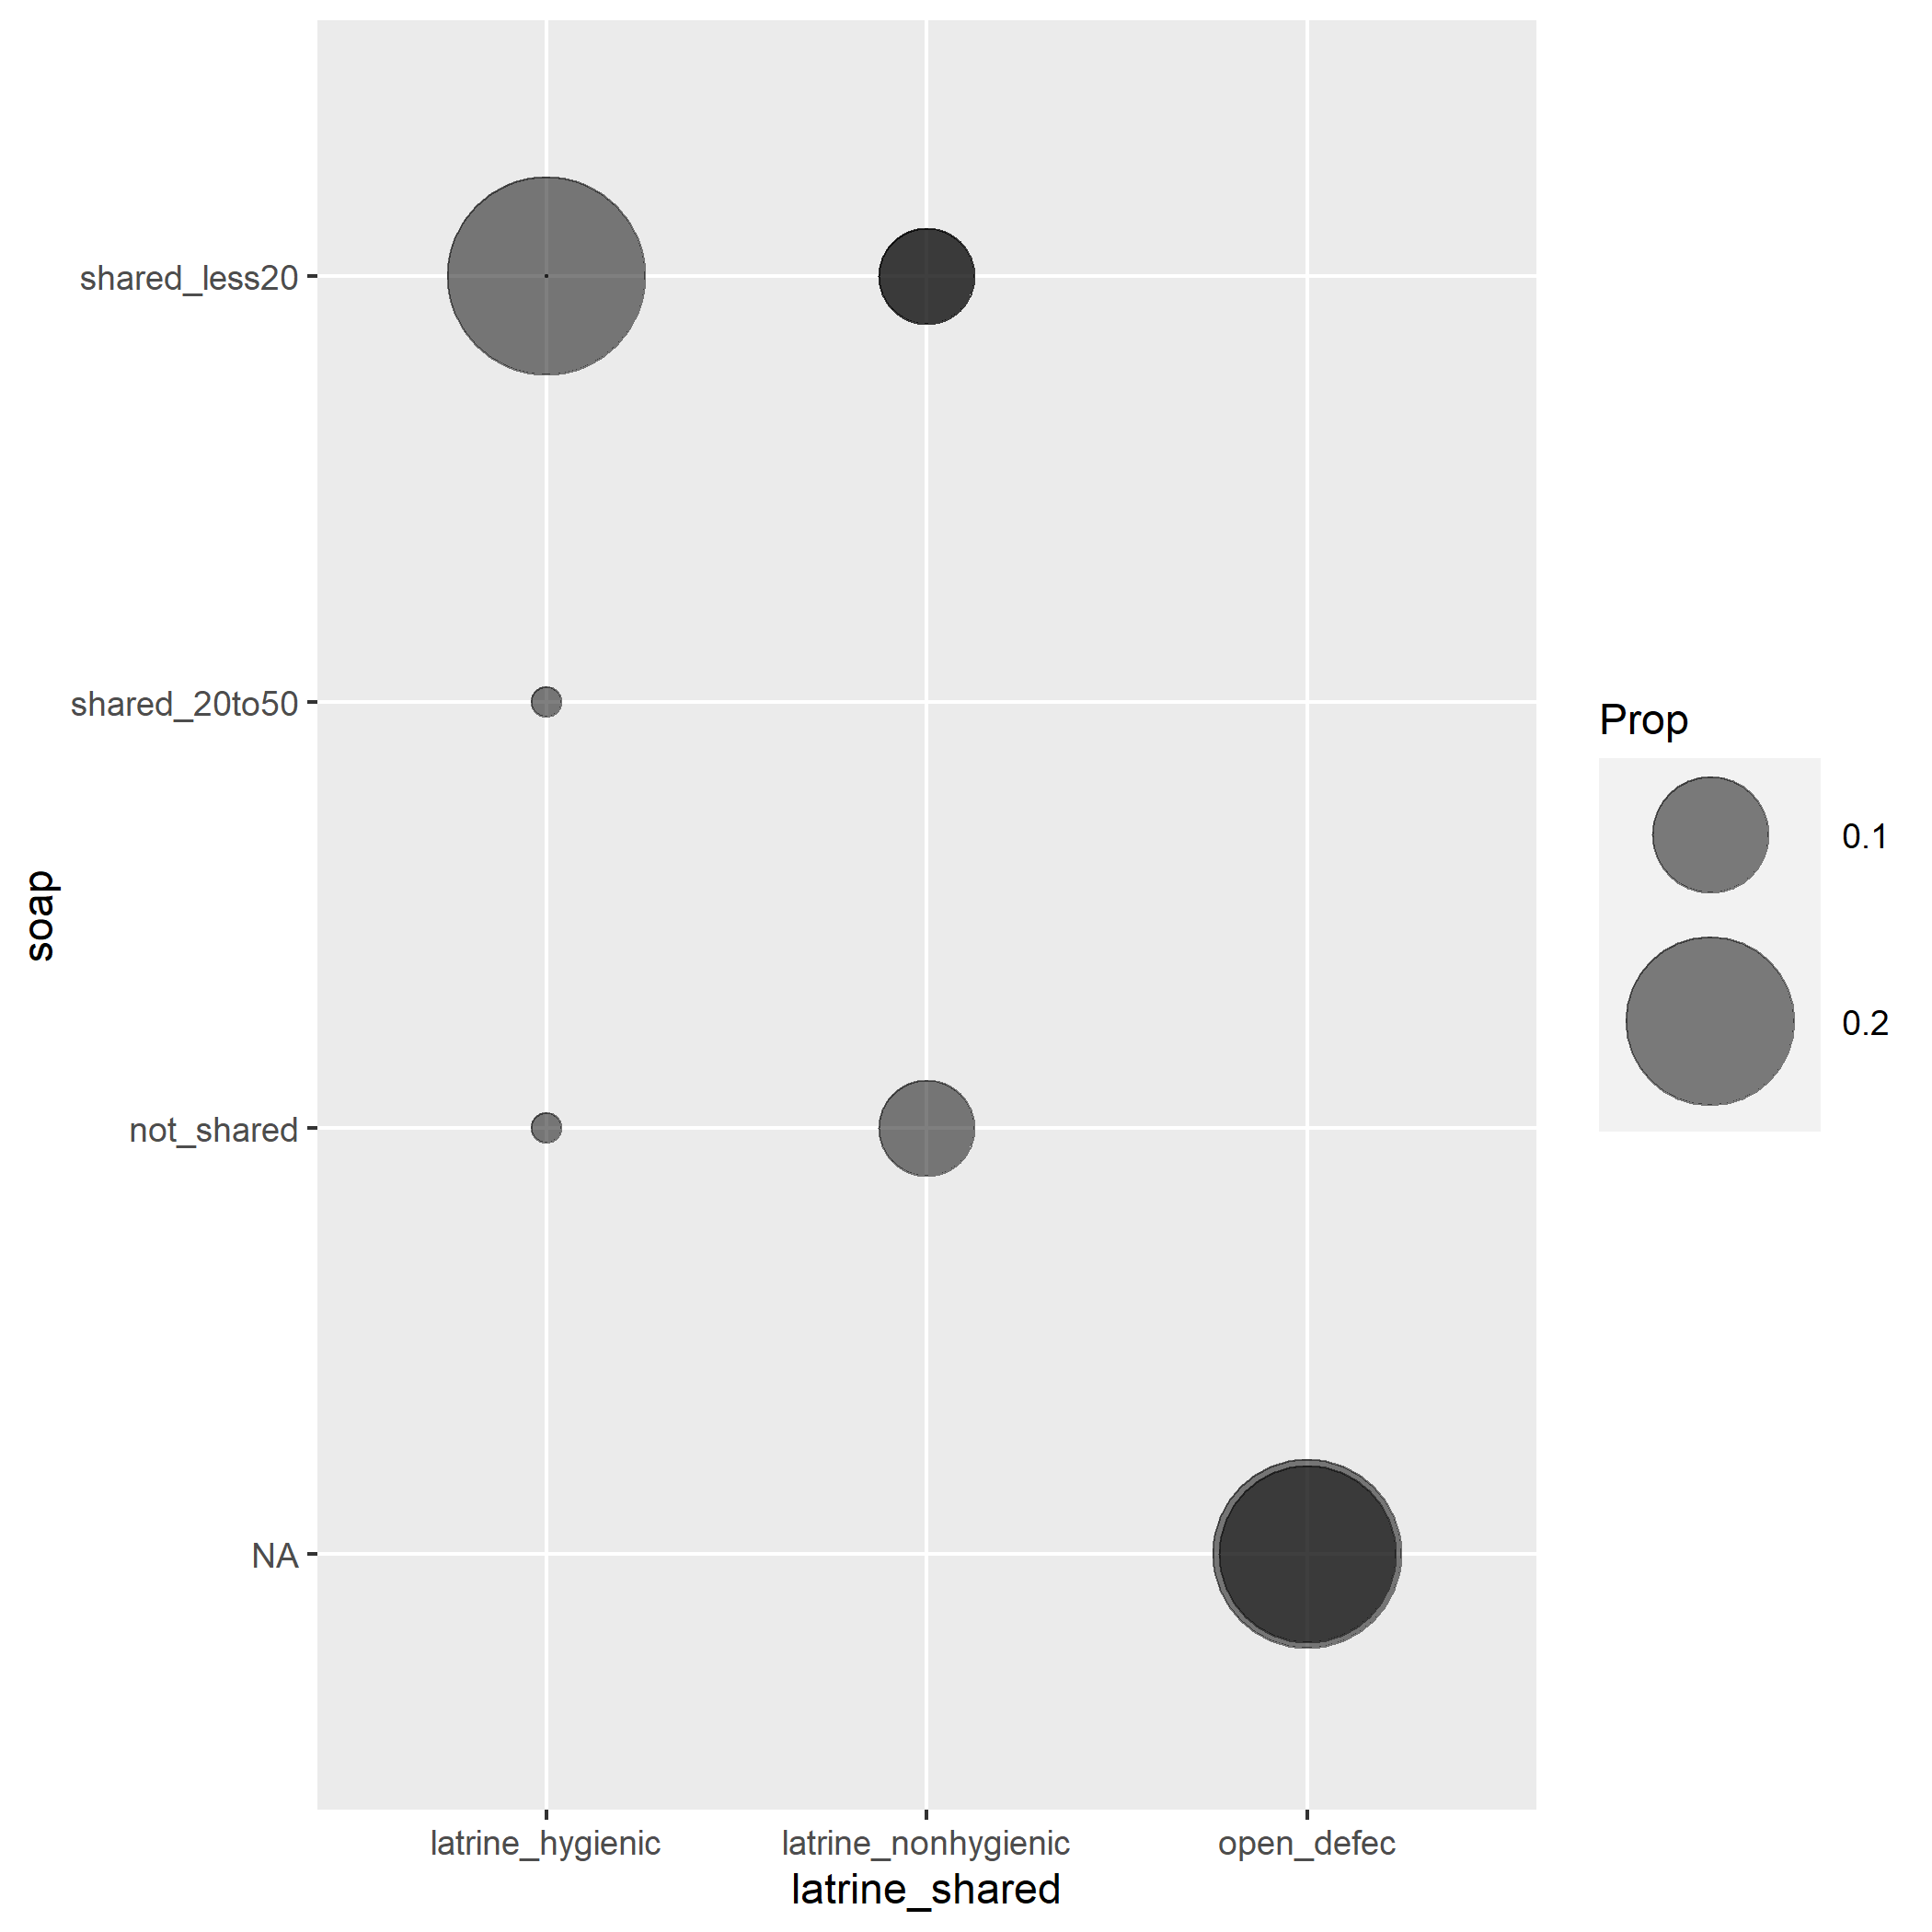 shared_less20
shared_20to50
not_shared
NA
soap
latrine_hygienic
latrine_nonhygienic
open_defec
latrine_shared
Prop
0.1
0.2